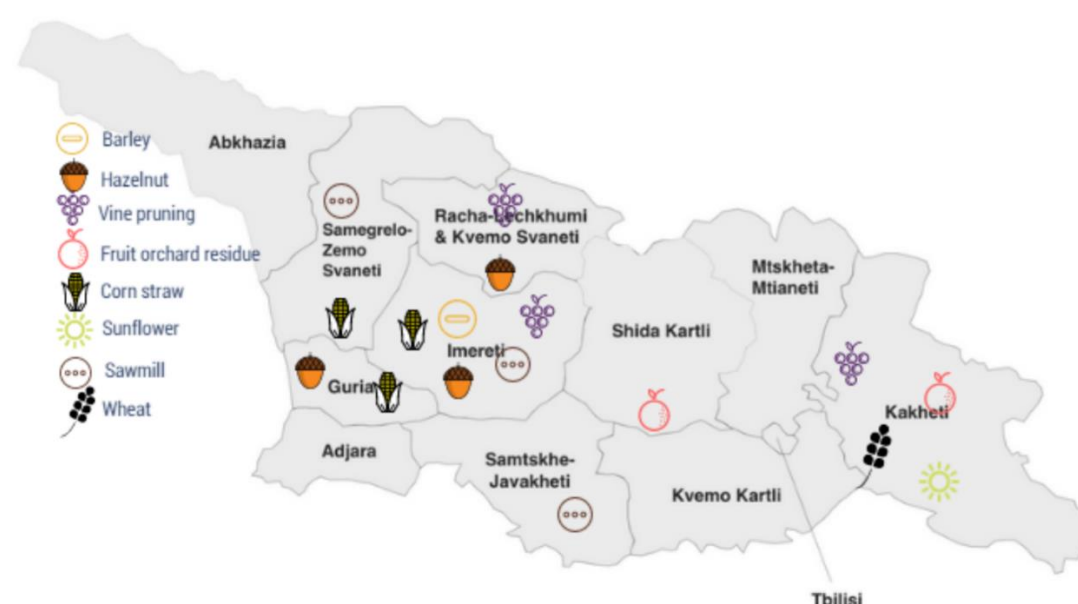 Abkhazia
Barley
Hazelnut
Vine pruning
Fruit orchard residue
Corn straw
Sunflower
Sawmill
Wheat
Samegrelo-
Zemo
Svaneti
Racha-Lechkhumi
& Kvemo Svaneti
Mtskheta-
Mtianeti
Shida Kartli
Imereti
Guria
Kakheti
Adjara
Samtskhe-
Javakheti
Kvemo Kartli
Tbilisi